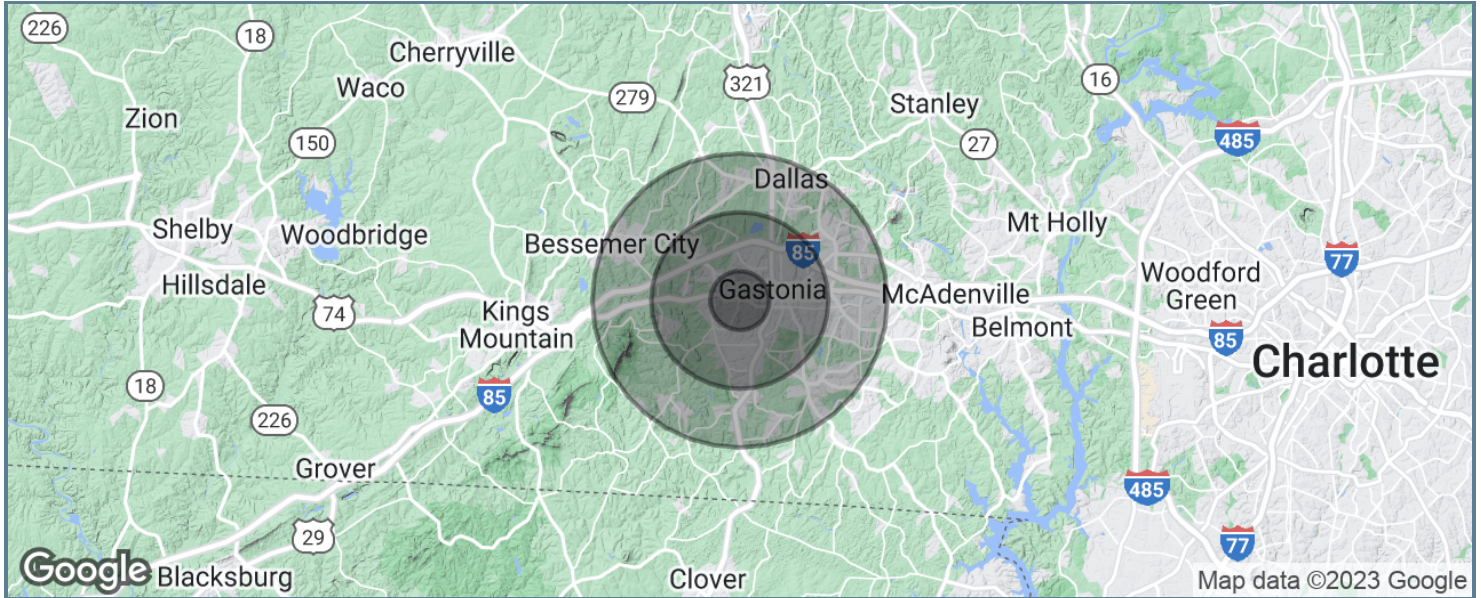 226
18
Cherryville
321
Waco
279
16
Stanley
Zion
150
27
485
Dallas
Shelby
Woodbridge
Bessemer City
85
Mt Holly
77
Hillsdale
Gastonia
McAdenville
Woodford
Green
74
Kings
Mountain
Belmont
85
Charlotte
18
85
226
Grover
485
29
77
Google
Blacksburg
Clover
Map data ©2023 Google